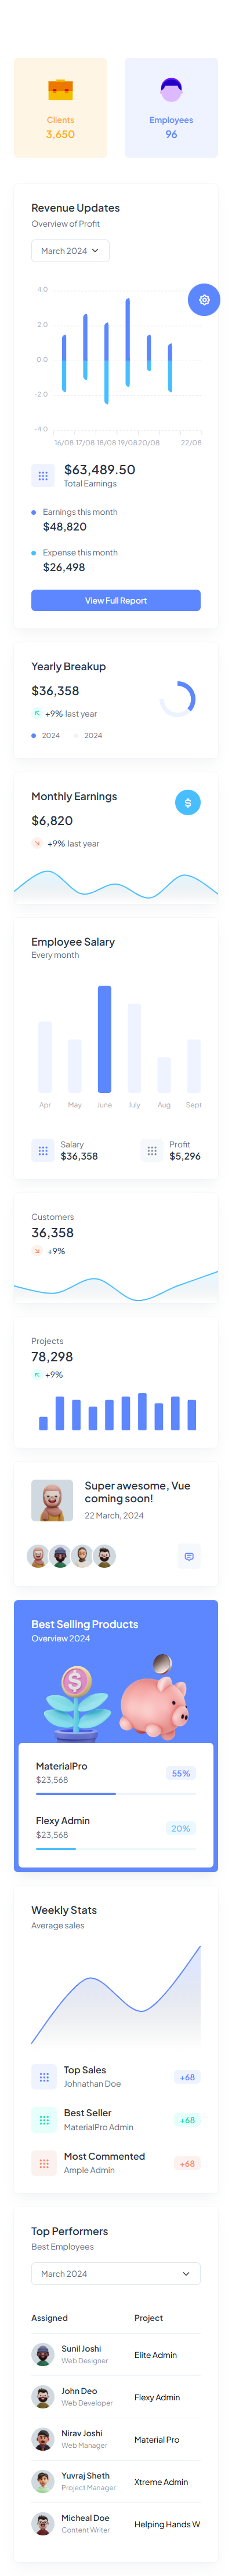 Clients
3,650
Employees
96
Revenue Updates
Overview of Profit
March 2024
4.0
2.0
0.0
-2.0
-4.0
16/08 17/08 18/08 19/08 20/08 22/08
$63,489.50
Total Earnings
Earnings this month
$48,820
Expense this month
$26,498
View Full Report
Yearly Breakup
$36,358
+9% last year
2024 2024
Monthly Earnings
$
$6,820
+9% last year
Employee Salary
Every month
Apr May June July Aug Sept
Salary
$36,358
Profit
$5,296
Customers
36,358
+9%
Projects
78,298
+9%
Super awesome, Vue
coming soon!
22 March, 2024
Best Selling Products
Overview 2024
$
MaterialPro
$23,568
55%
Flexy Admin
$23,568
20%
Weekly Stats
Average sales
Top Sales
Johnathan Doe
+68
Best Seller
MaterialPro Admin
+68
Most Commented
Ample Admin
+68
Top Performers
Best Employees
March 2024
Assigned Project
Sunil Joshi
Web Designer
Elite Admin
John Deo
Web Developer
Flexy Admin
Nirav Joshi
Web Manager
Material Pro
Yuvraj Sheth
Project Manager
Xtreme Admin
Micheal Doe
Content Writer
Helping Hands W